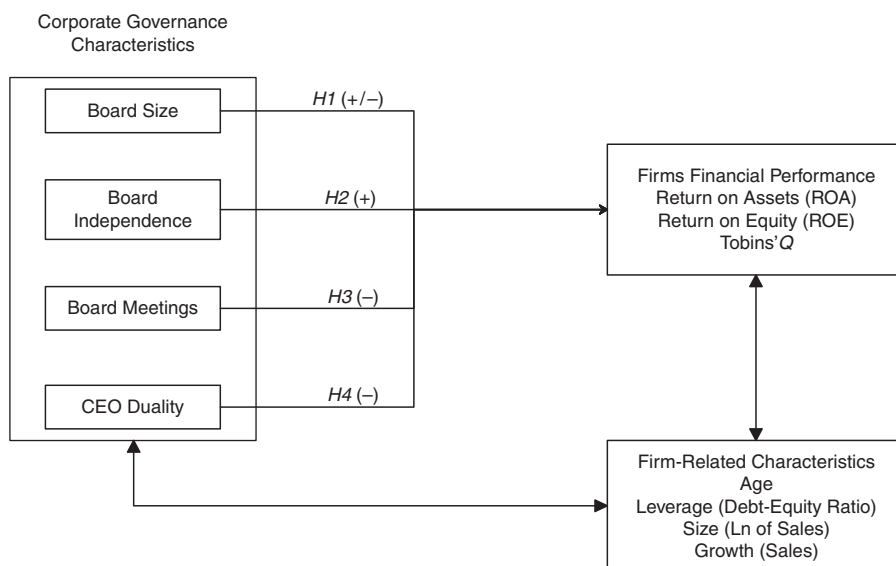 Corporate Governance
Characteristics
Board Size
H1 (+/–)
Board
Independence
H2 (+)
Board Meetings
H3 (–)
CEO Duality
H4 (–)
Firms Financial Performance
Return on Assets (ROA)
Return on Equity (ROE)
Tobins'Q
Firm-Related Characteristics
Age
Leverage (Debt-Equity Ratio)
Size (Ln of Sales)
Growth (Sales)